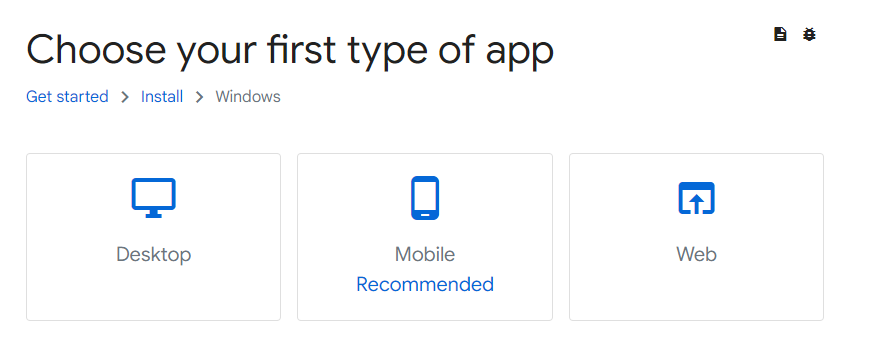 Choose your first type of app
Get started > Install > Windows
Desktop
Mobile
Recommended
Web